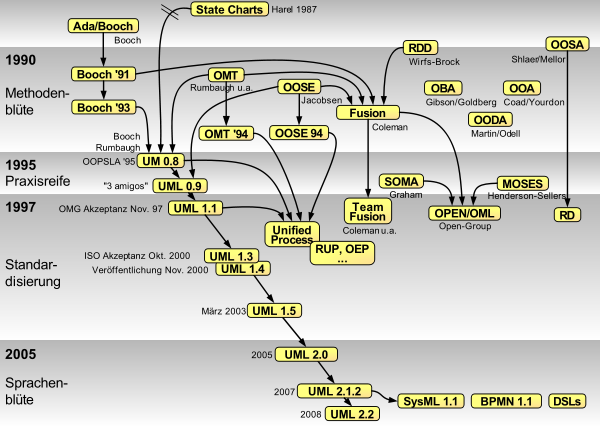 State Charts
Harel 1987
Ada/Booch
Booch
RDD
Wirfs-Brock
OOSA
Shlaer/Mellor
1990
Methoden-
blüte
Booch '91
OMT
Rumbaugh u.a.
OOSE
Jacobsen
OBA
Gibson/Goldberg
OOA
Coad/Yourdon
Booch '93
Fusion
Coleman
OODA
Martin/Odell
OMT '94
OOSE 94
Booch
Rumbaugh
OOPSLA '95
UM 0.8
1995
Praxisreife
"3 amigos"
UML 0.9
SOMA
Graham
MOSES
Henderson-Sellers
1997
OMG Akzeptanz Nov. 97
UML 1.1
Team
Fusion
Coleman u.a.
OPEN/OML
Open-Group
RD
Unified
Process
RUP, OEP
...
Standar-
disierung
ISO Akzeptanz Okt. 2000
UML 1.3
Veröffentlichung Nov. 2000
UML 1.4
März 2003
UML 1.5
2005
Sprachen-
blüte
2005
UML 2.0
2007
UML 2.1.2
SysML 1.1
BPMN 1.1
DSLs
2008
UML 2.2